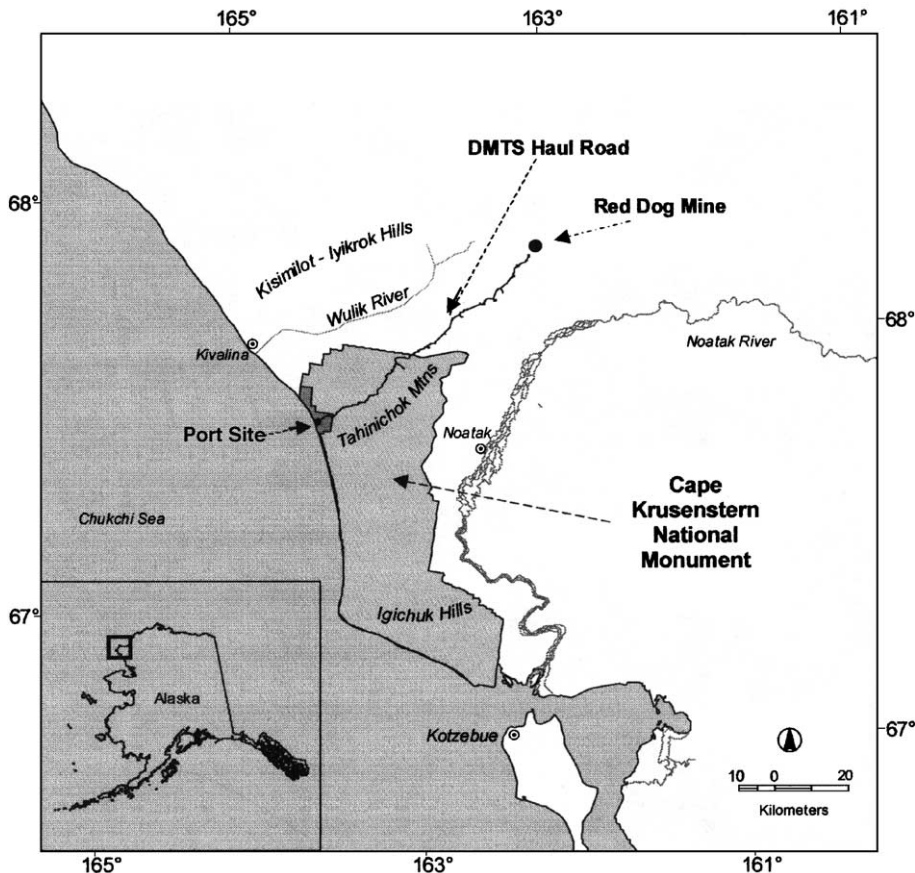 165°
163°
161°
DMTS Haul Road
68°
Red Dog Mine
Kisimilot - Iyikrok Hills
Wulik River
68°
Noatak River
Kivalina
Tahinichok Mtns
Port Site
Noatak
Cape
Krusenstern
National
Monument
Chukchi Sea
67°
Igichuk Hills
Alaska
Kotzebue
67°
10 0 20
Kilometers
165°
163°
161°